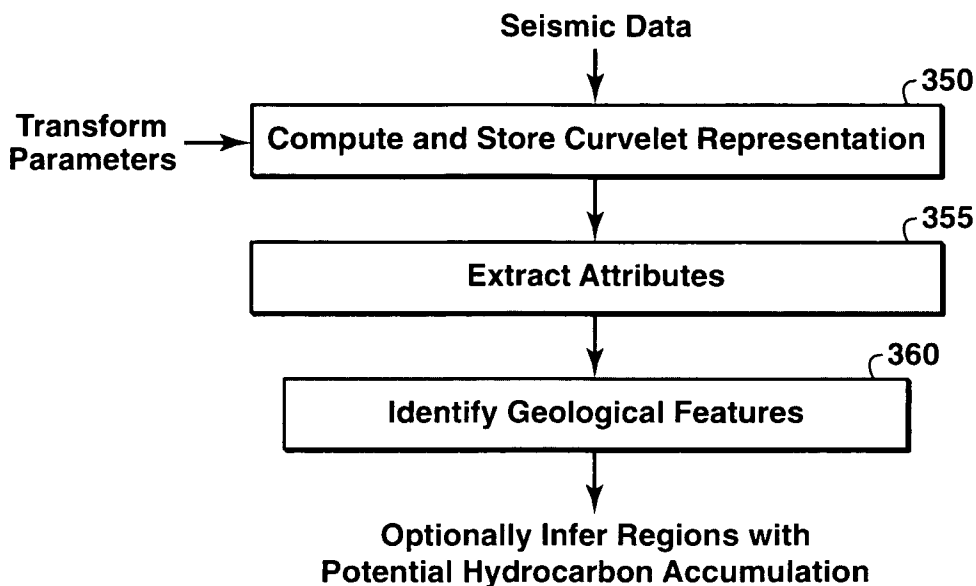 Seismic Data
350
Transform
Parameters
Compute and Store Curvelet Representation
355
Extract Attributes
360
Identify Geological Features
Optionally Infer Regions with
Potential Hydrocarbon Accumulation